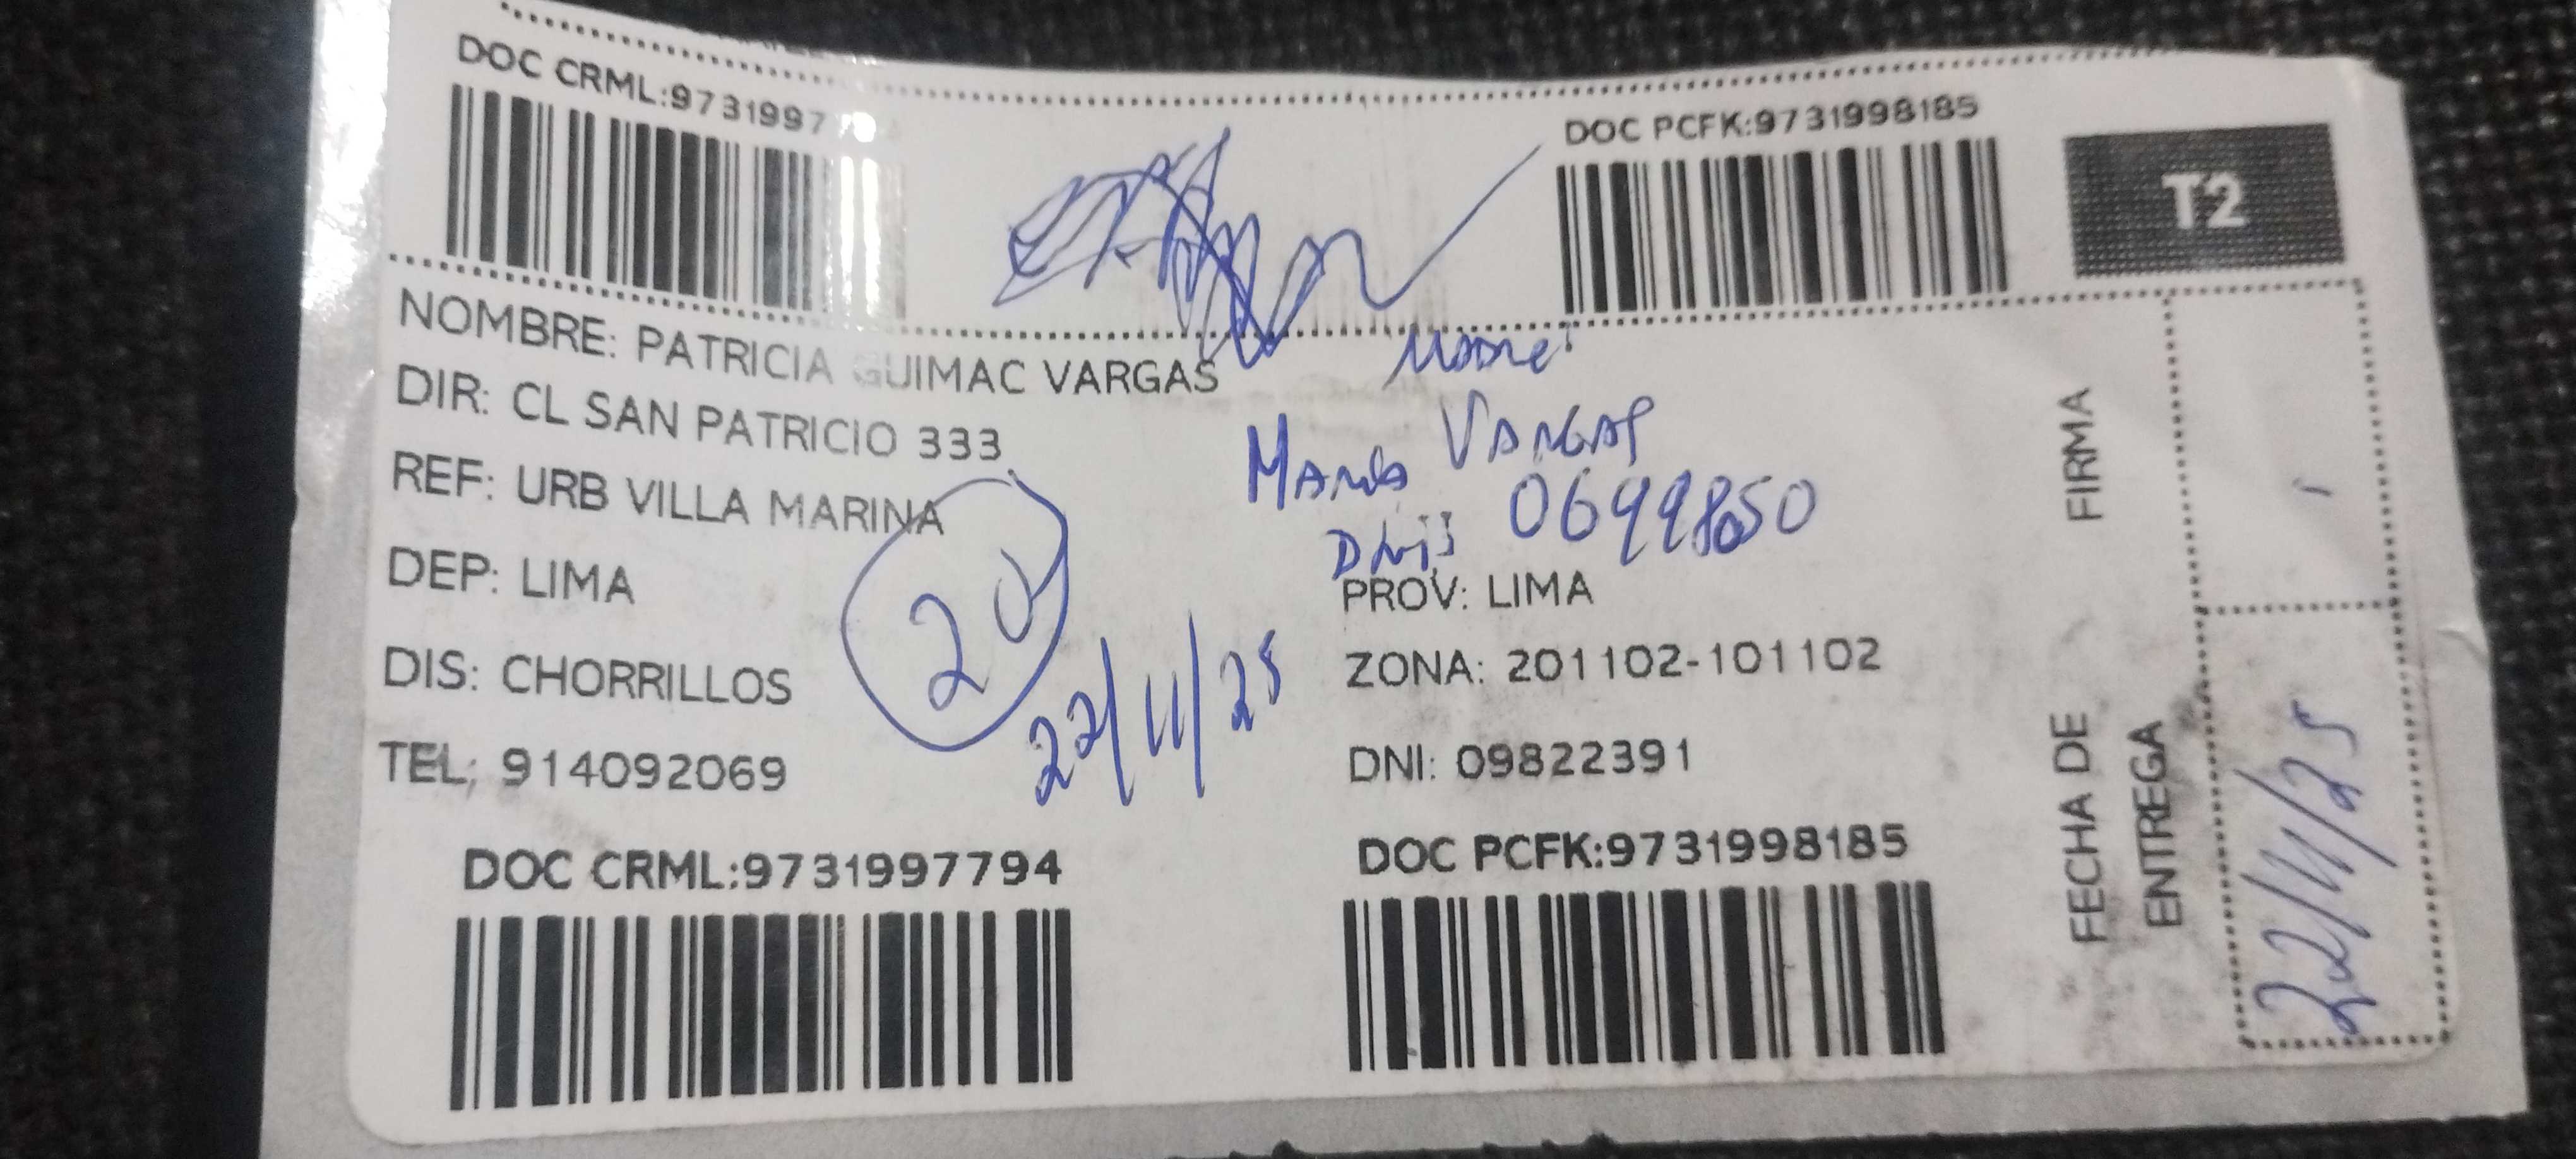 DOC CRML:9731997
DOC PCFK:9731998185
T2
NOMBRE: PATRICIA GUIMAC VARGAS
Madre
DIR: CL SAN PATRICIO 333
María VARGAS
REF: URB VILLA MARINA
DNI:
DEP: LIMA
PROV: LIMA
20
DIS: CHORRILLOS
ZONA: 201102-101102
22/11/25
TEL: 914092069
DNI: 09822391
DOC CRML:9731997794
DOC PCFK:9731998185
FIRMA
FECHA DE
ENTREGA
22/11/25